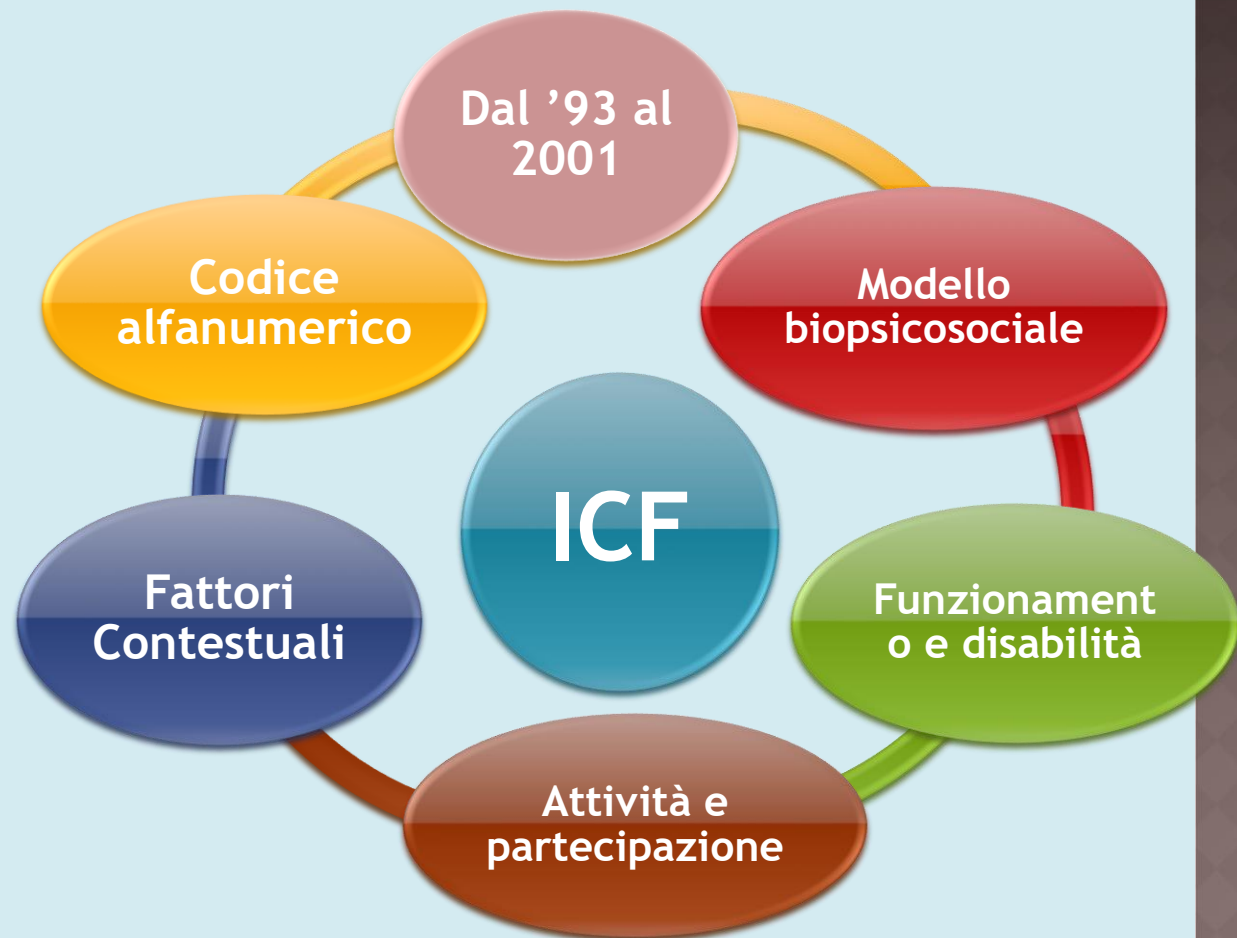 Dal ’93 al
2001
Modello
biopsicosociale
Funzionament
o e disabilità
Attività e
partecipazione
Fattori
Contestuali
Codice
alfanumerico
ICF